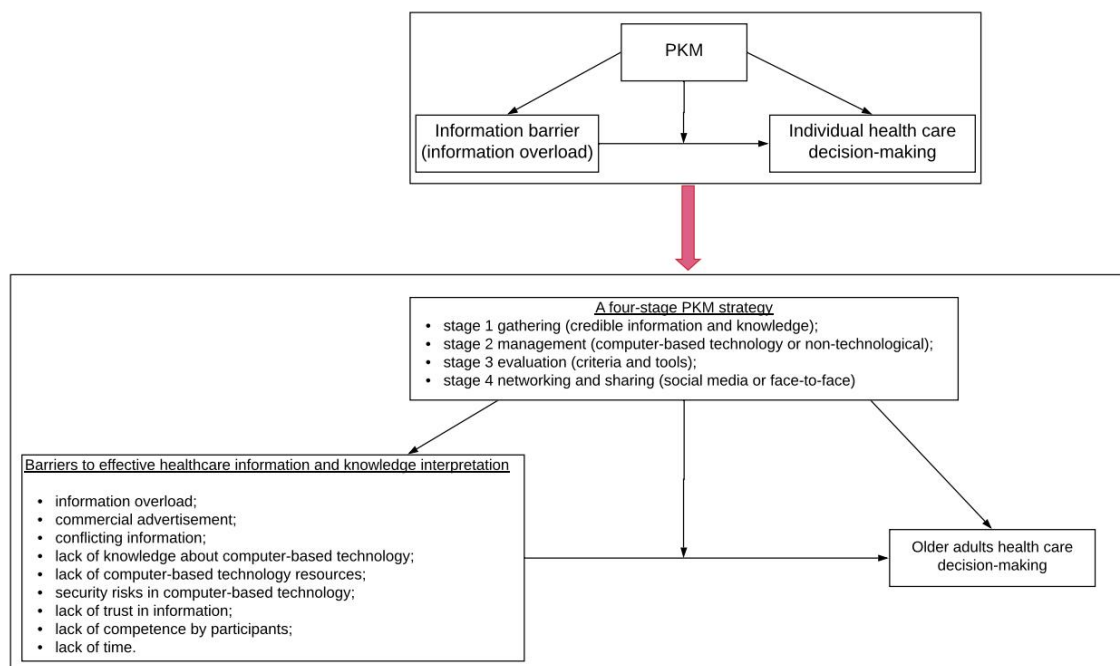 PKM
Information barrier
(information overload)
Individual health care
decision-making
A four-stage PKM strategy
• stage 1 gathering (credible information and knowledge);
• stage 2 management (computer-based technology or non-technological);
• stage 3 evaluation (criteria and tools);
• stage 4 networking and sharing (social media or face-to-face)
Barriers to effective healthcare information and knowledge interpretation
• information overload;
• commercial advertisement;
• conflicting information;
• lack of knowledge about computer-based technology;
• lack of computer-based technology resources;
• security risks in computer-based technology;
• lack of trust in information;
• lack of competence by participants;
• lack of time.
Older adults health care
decision-making